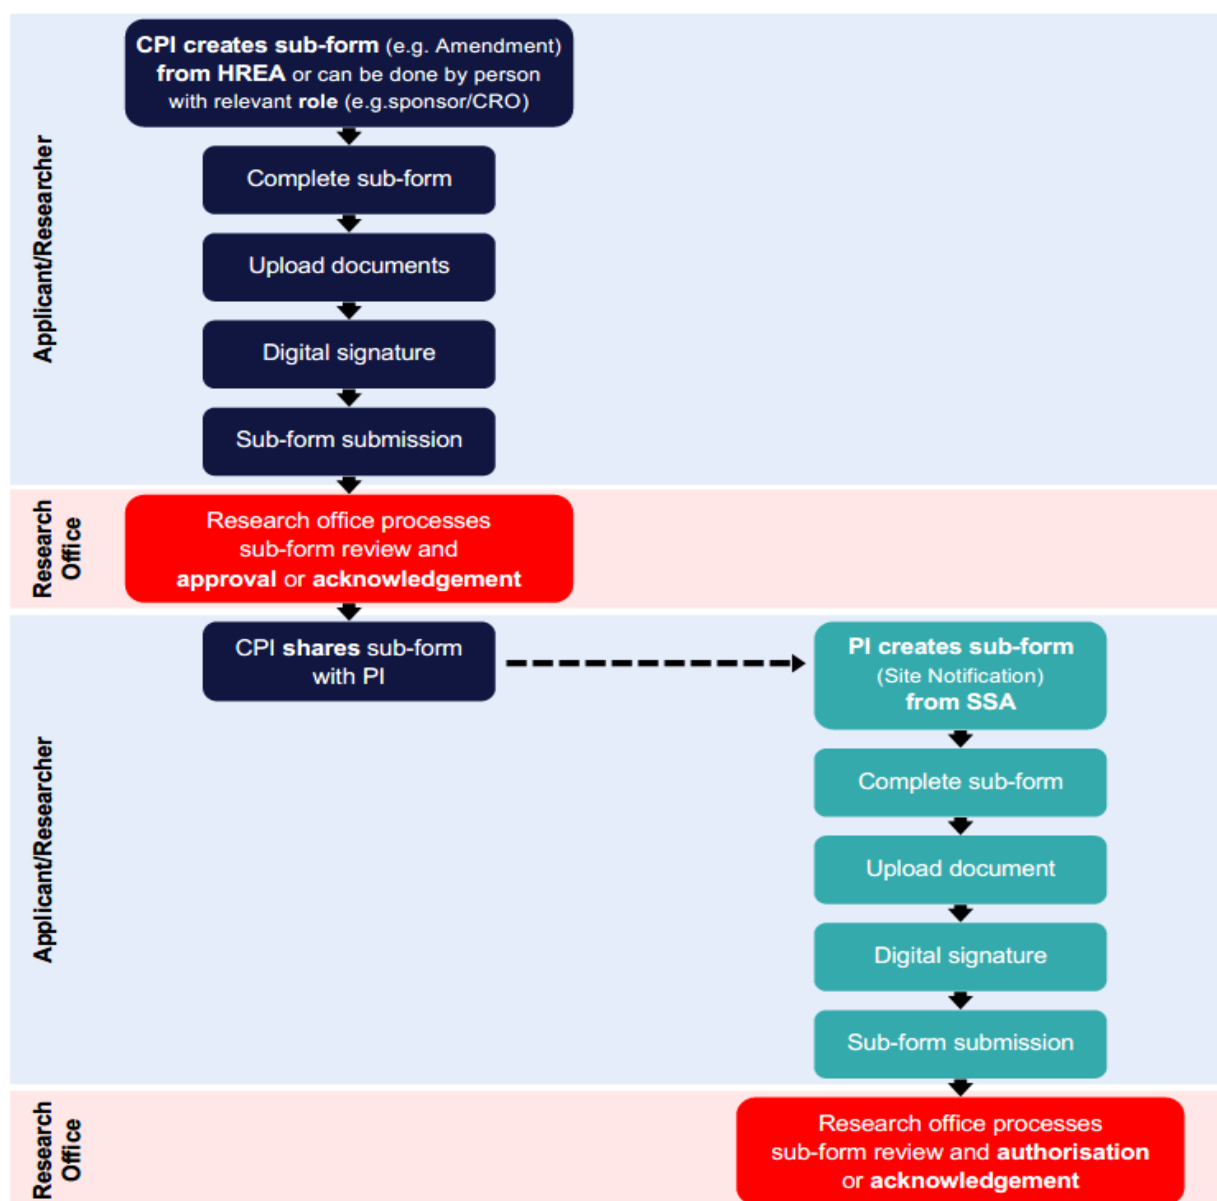 Applicant/Researcher
CPI creates sub-form (e.g. Amendment)
from HREA or can be done by person
with relevant role (e.g.sponsor/CRO)
Complete sub-form
Upload documents
Digital signature
Sub-form submission
Research
Office
Research office processes
sub-form review and
approval or acknowledgement
Applicant/Researcher
CPI shares sub-form
with PI
PI creates sub-form
(Site Notification)
from SSA
Complete sub-form
Upload document
Digital signature
Sub-form submission
Research
Office
Research office processes
sub-form review and authorisation
or acknowledgement